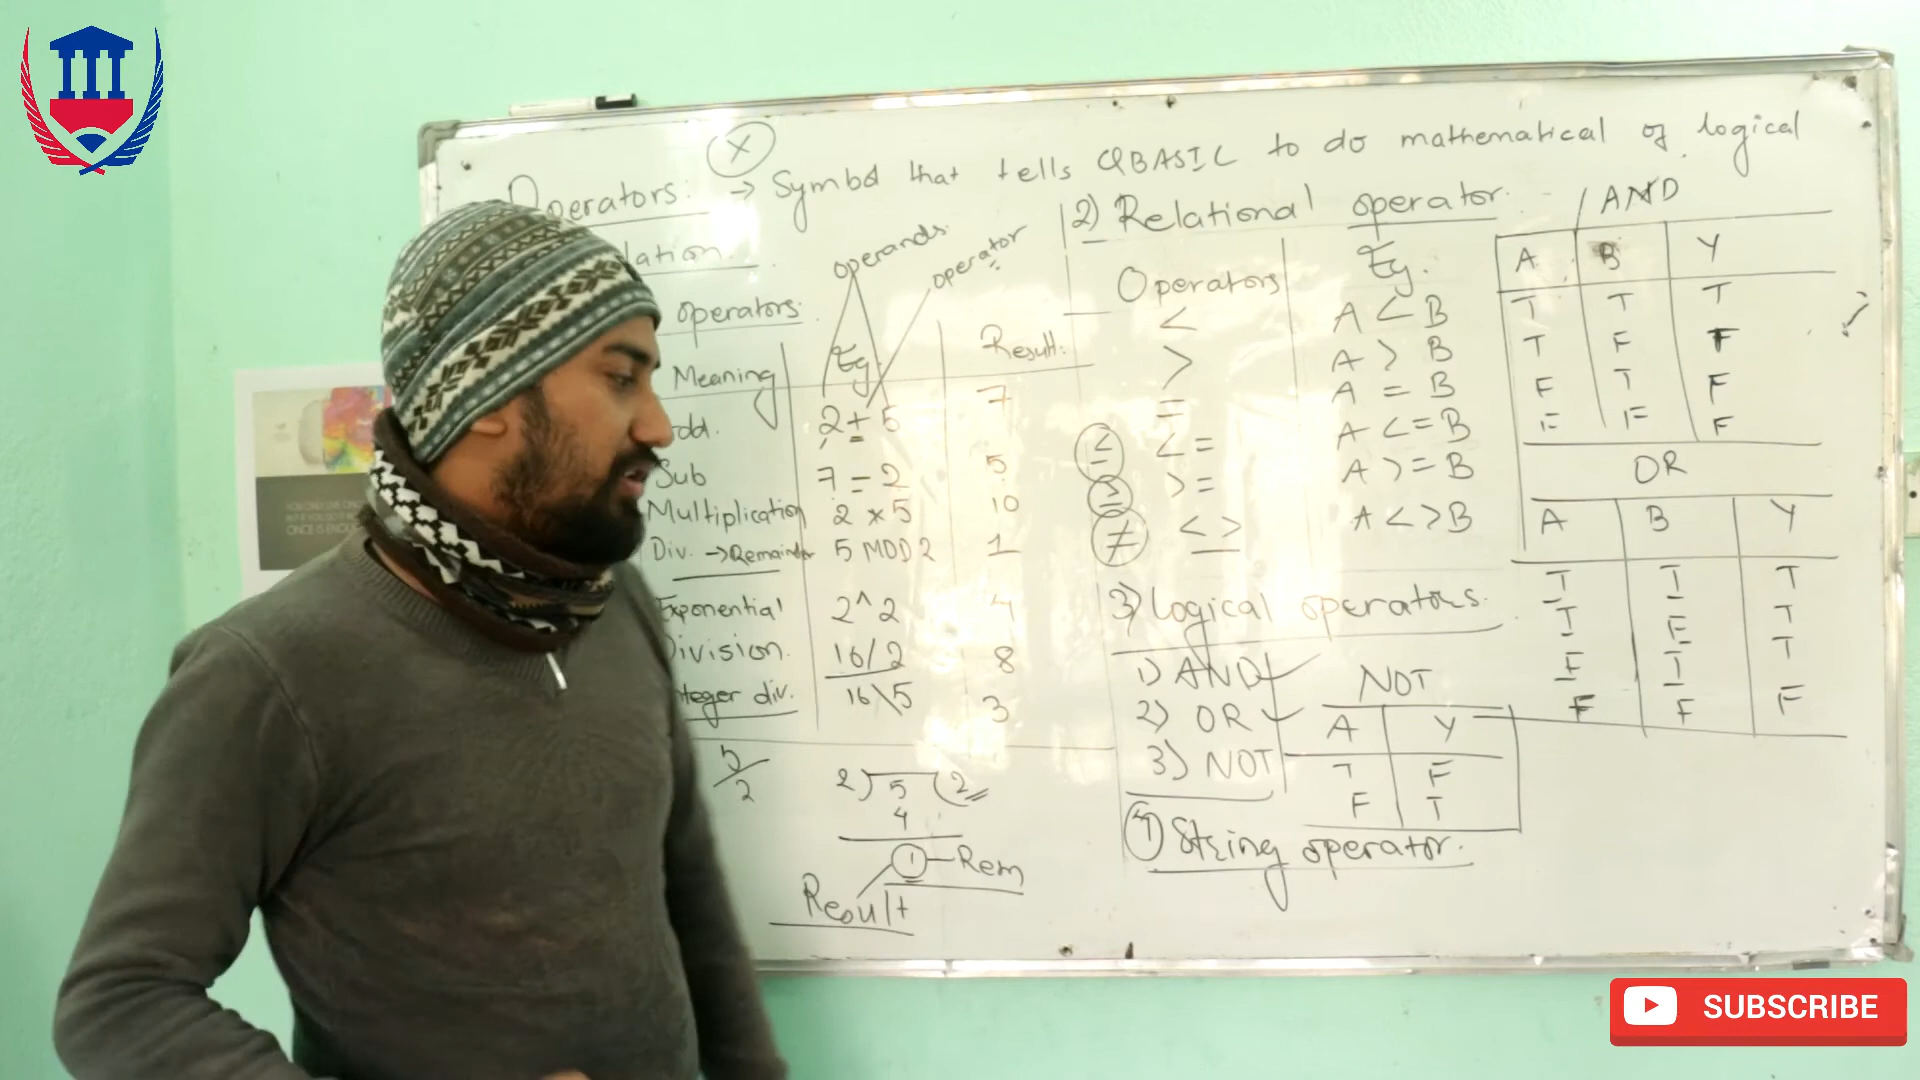 X
Operators: → Symbol that tells QBASIC to do mathematical of logical
lation.
operands.
operator
operators.
Meaning Eg. Result:
Add. 2+5 7
Sub 7-2 5
Multiplication 2 x 5 10
Div. → Remainder 5 MOD 2 1
Exponential 2^2 4
Division. 16/2 8
nteger div. 16\5 3
5/2
2) 5 (2
4
1 — Rem
Result
2) Relational operator.
Operators Eg.
< A < B
> A > B
= A = B
≤ <= A <= B
≥ >= A >= B
≠ <> A <> B
3) logical operators.
1) AND
2) OR
3) NOT
NOT
A Y
T F
F T
4) String operator.
AND
A B Y
T T T
T F F
F T F
F F F
OR
A B Y
T T T
T F T
F T T
F F F
SUBSCRIBE